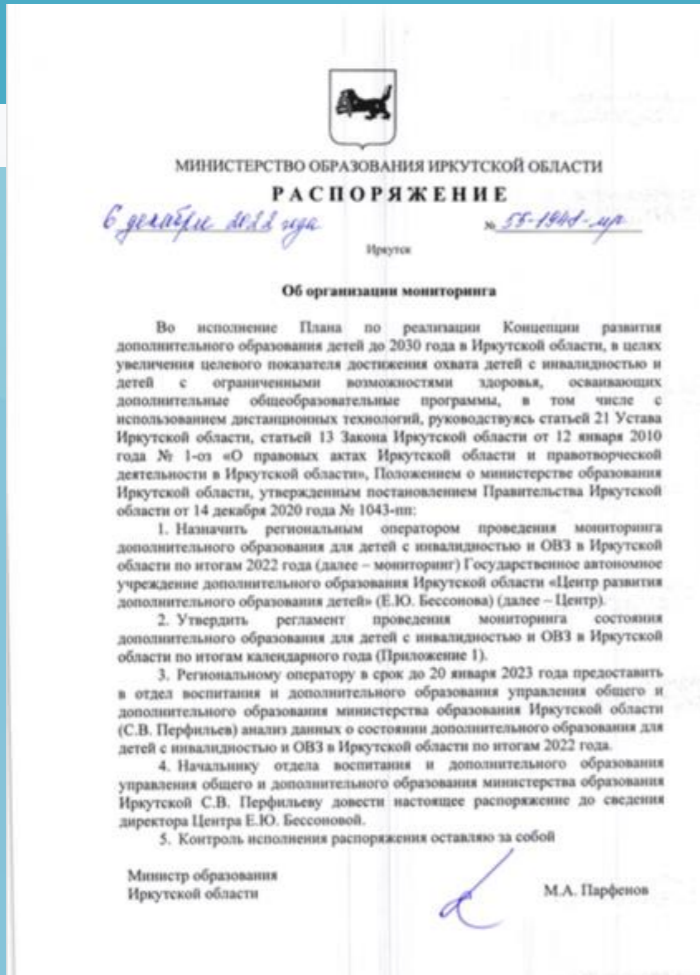 МИНИСТЕРСТВО ОБРАЗОВАНИЯ ИРКУТСКОЙ ОБЛАСТИ
РАСПОРЯЖЕНИЕ
6 декабря 2022 года № 55-1948-мр
Иркутск
Об организации мониторинга
Во исполнение Плана по реализации Концепции развития
дополнительного образования детей до 2030 года в Иркутской области, в целях
увеличения целевого показателя достижения охвата детей с инвалидностью и
детей с ограниченными возможностями здоровья, осваивающих
дополнительные общеобразовательные программы, в том числе с
использованием дистанционных технологий, руководствуясь статьей 21 Устава
Иркутской области, статьей 13 Закона Иркутской области от 12 января 2010
года № 1-оз «О правовых актах Иркутской области и правотворческой
деятельности в Иркутской области», Положением о министерстве образования
Иркутской области, утвержденным постановлением Правительства Иркутской
области от 14 декабря 2020 года № 1043-пп:
1. Назначить региональным оператором проведения мониторинга
дополнительного образования для детей с инвалидностью и ОВЗ в Иркутской
области по итогам 2022 года (далее – мониторинг) Государственное автономное
учреждение дополнительного образования Иркутской области «Центр развития
дополнительного образования детей» (Е.Ю. Бессонова) (далее – Центр).
2. Утвердить регламент проведения мониторинга состояния
дополнительного образования для детей с инвалидностью и ОВЗ в Иркутской
области по итогам календарного года (Приложение 1).
3. Региональному оператору в срок до 20 января 2023 года предоставить
в отдел воспитания и дополнительного образования управления общего и
дополнительного образования министерства образования Иркутской области
(С.В. Перфильев) анализ данных о состоянии дополнительного образования для
детей с инвалидностью и ОВЗ в Иркутской области по итогам 2022 года.
4. Начальнику отдела воспитания и дополнительного образования
управления общего и дополнительного образования министерства образования
Иркутской С.В. Перфильеву довести настоящее распоряжение до сведения
директора Центра Е.Ю. Бессоновой.
5. Контроль исполнения распоряжения оставляю за собой
Министр образования
Иркутской области М.А. Парфенов